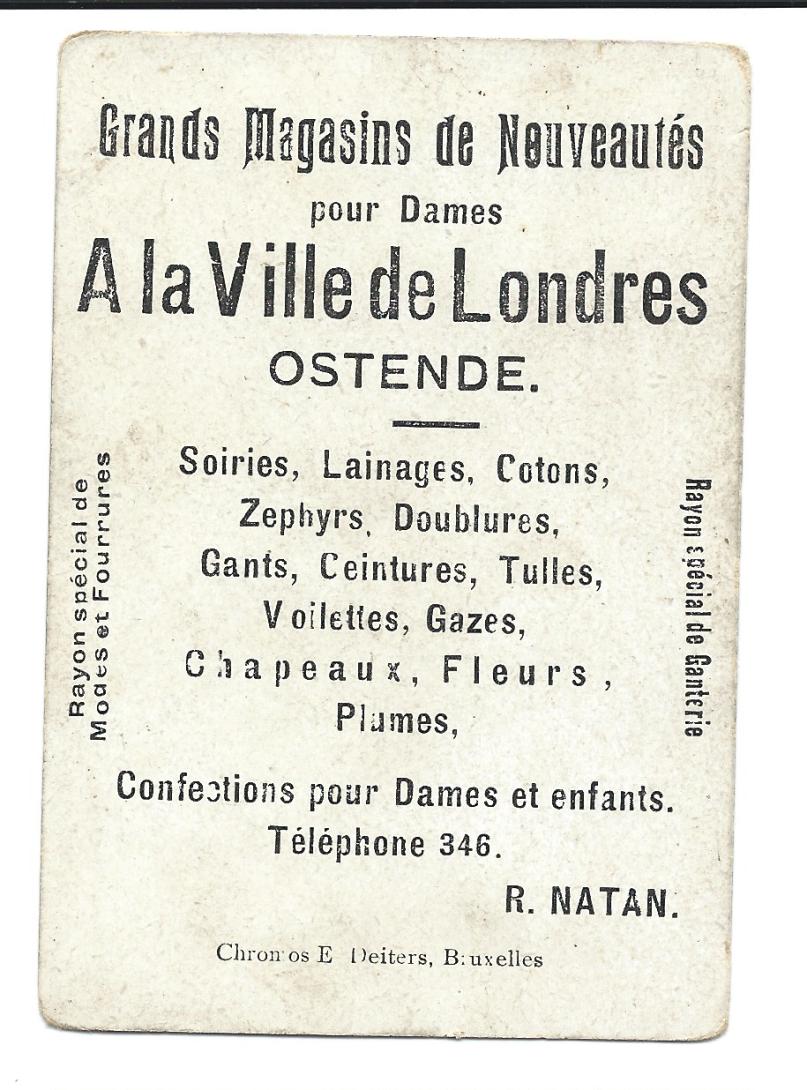 Grands Magasins de Nouveautés
pour Dames
A la Ville de Londres
OSTENDE.
Soiries, Lainages, Cotons,
Zephyrs, Doublures,
Gants, Ceintures, Tulles,
Voilettes, Gazes,
Chapeaux, Fleurs,
Plumes,
Rayon spécial de
Modes et Fourrures
Rayon spécial de Ganterie
Confections pour Dames et enfants.
Téléphone 346.
R. NATAN.
Chromos E Deiters, Bruxelles